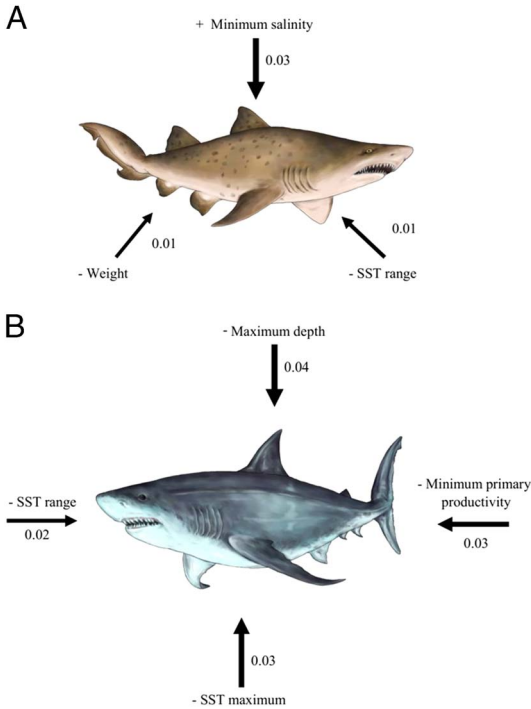 A
+ Minimum salinity
0.03
0.01
0.01
- Weight
- SST range
B
- Maximum depth
0.04
- SST range
0.02
- Minimum primary
productivity
0.03
0.03
- SST maximum